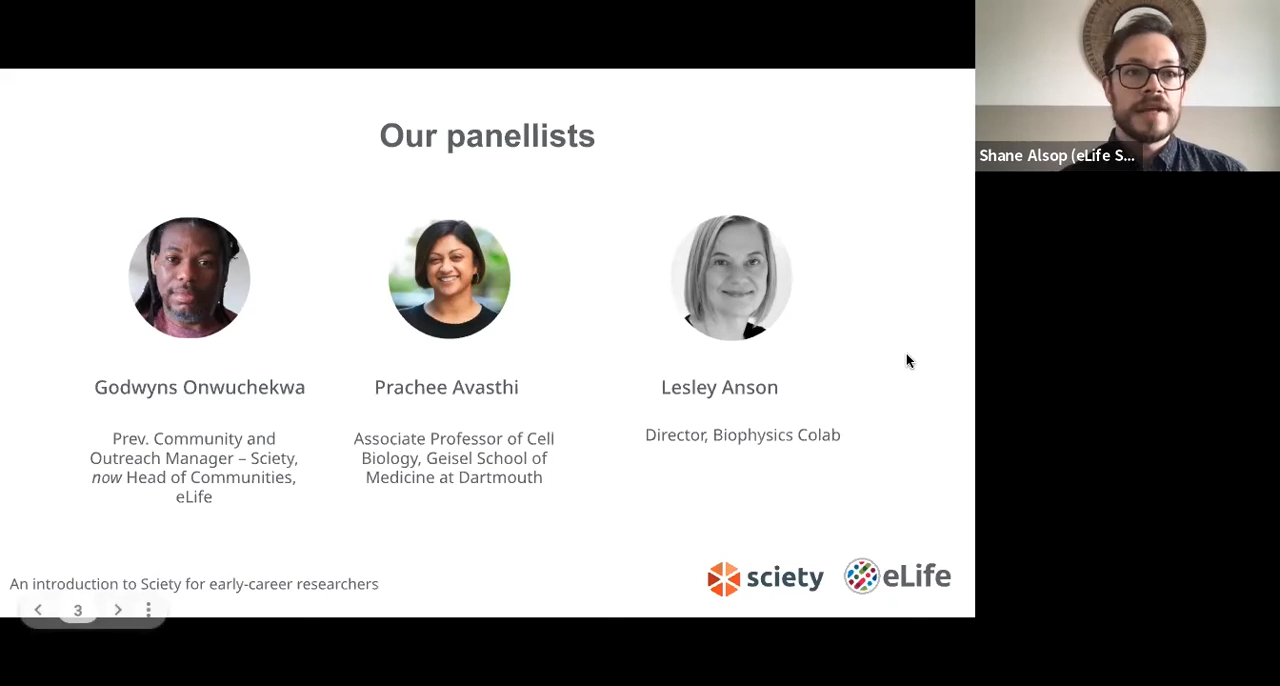 Our panellists
Shane Alsop (eLife S...
Godwyns Onwuchekwa
Prachee Avasthi
Lesley Anson
Prev. Community and
Outreach Manager – Sciety,
now Head of Communities,
eLife
Associate Professor of Cell
Biology, Geisel School of
Medicine at Dartmouth
Director, Biophysics Colab
An introduction to Sciety for early-career researchers
sciety
eLife
3